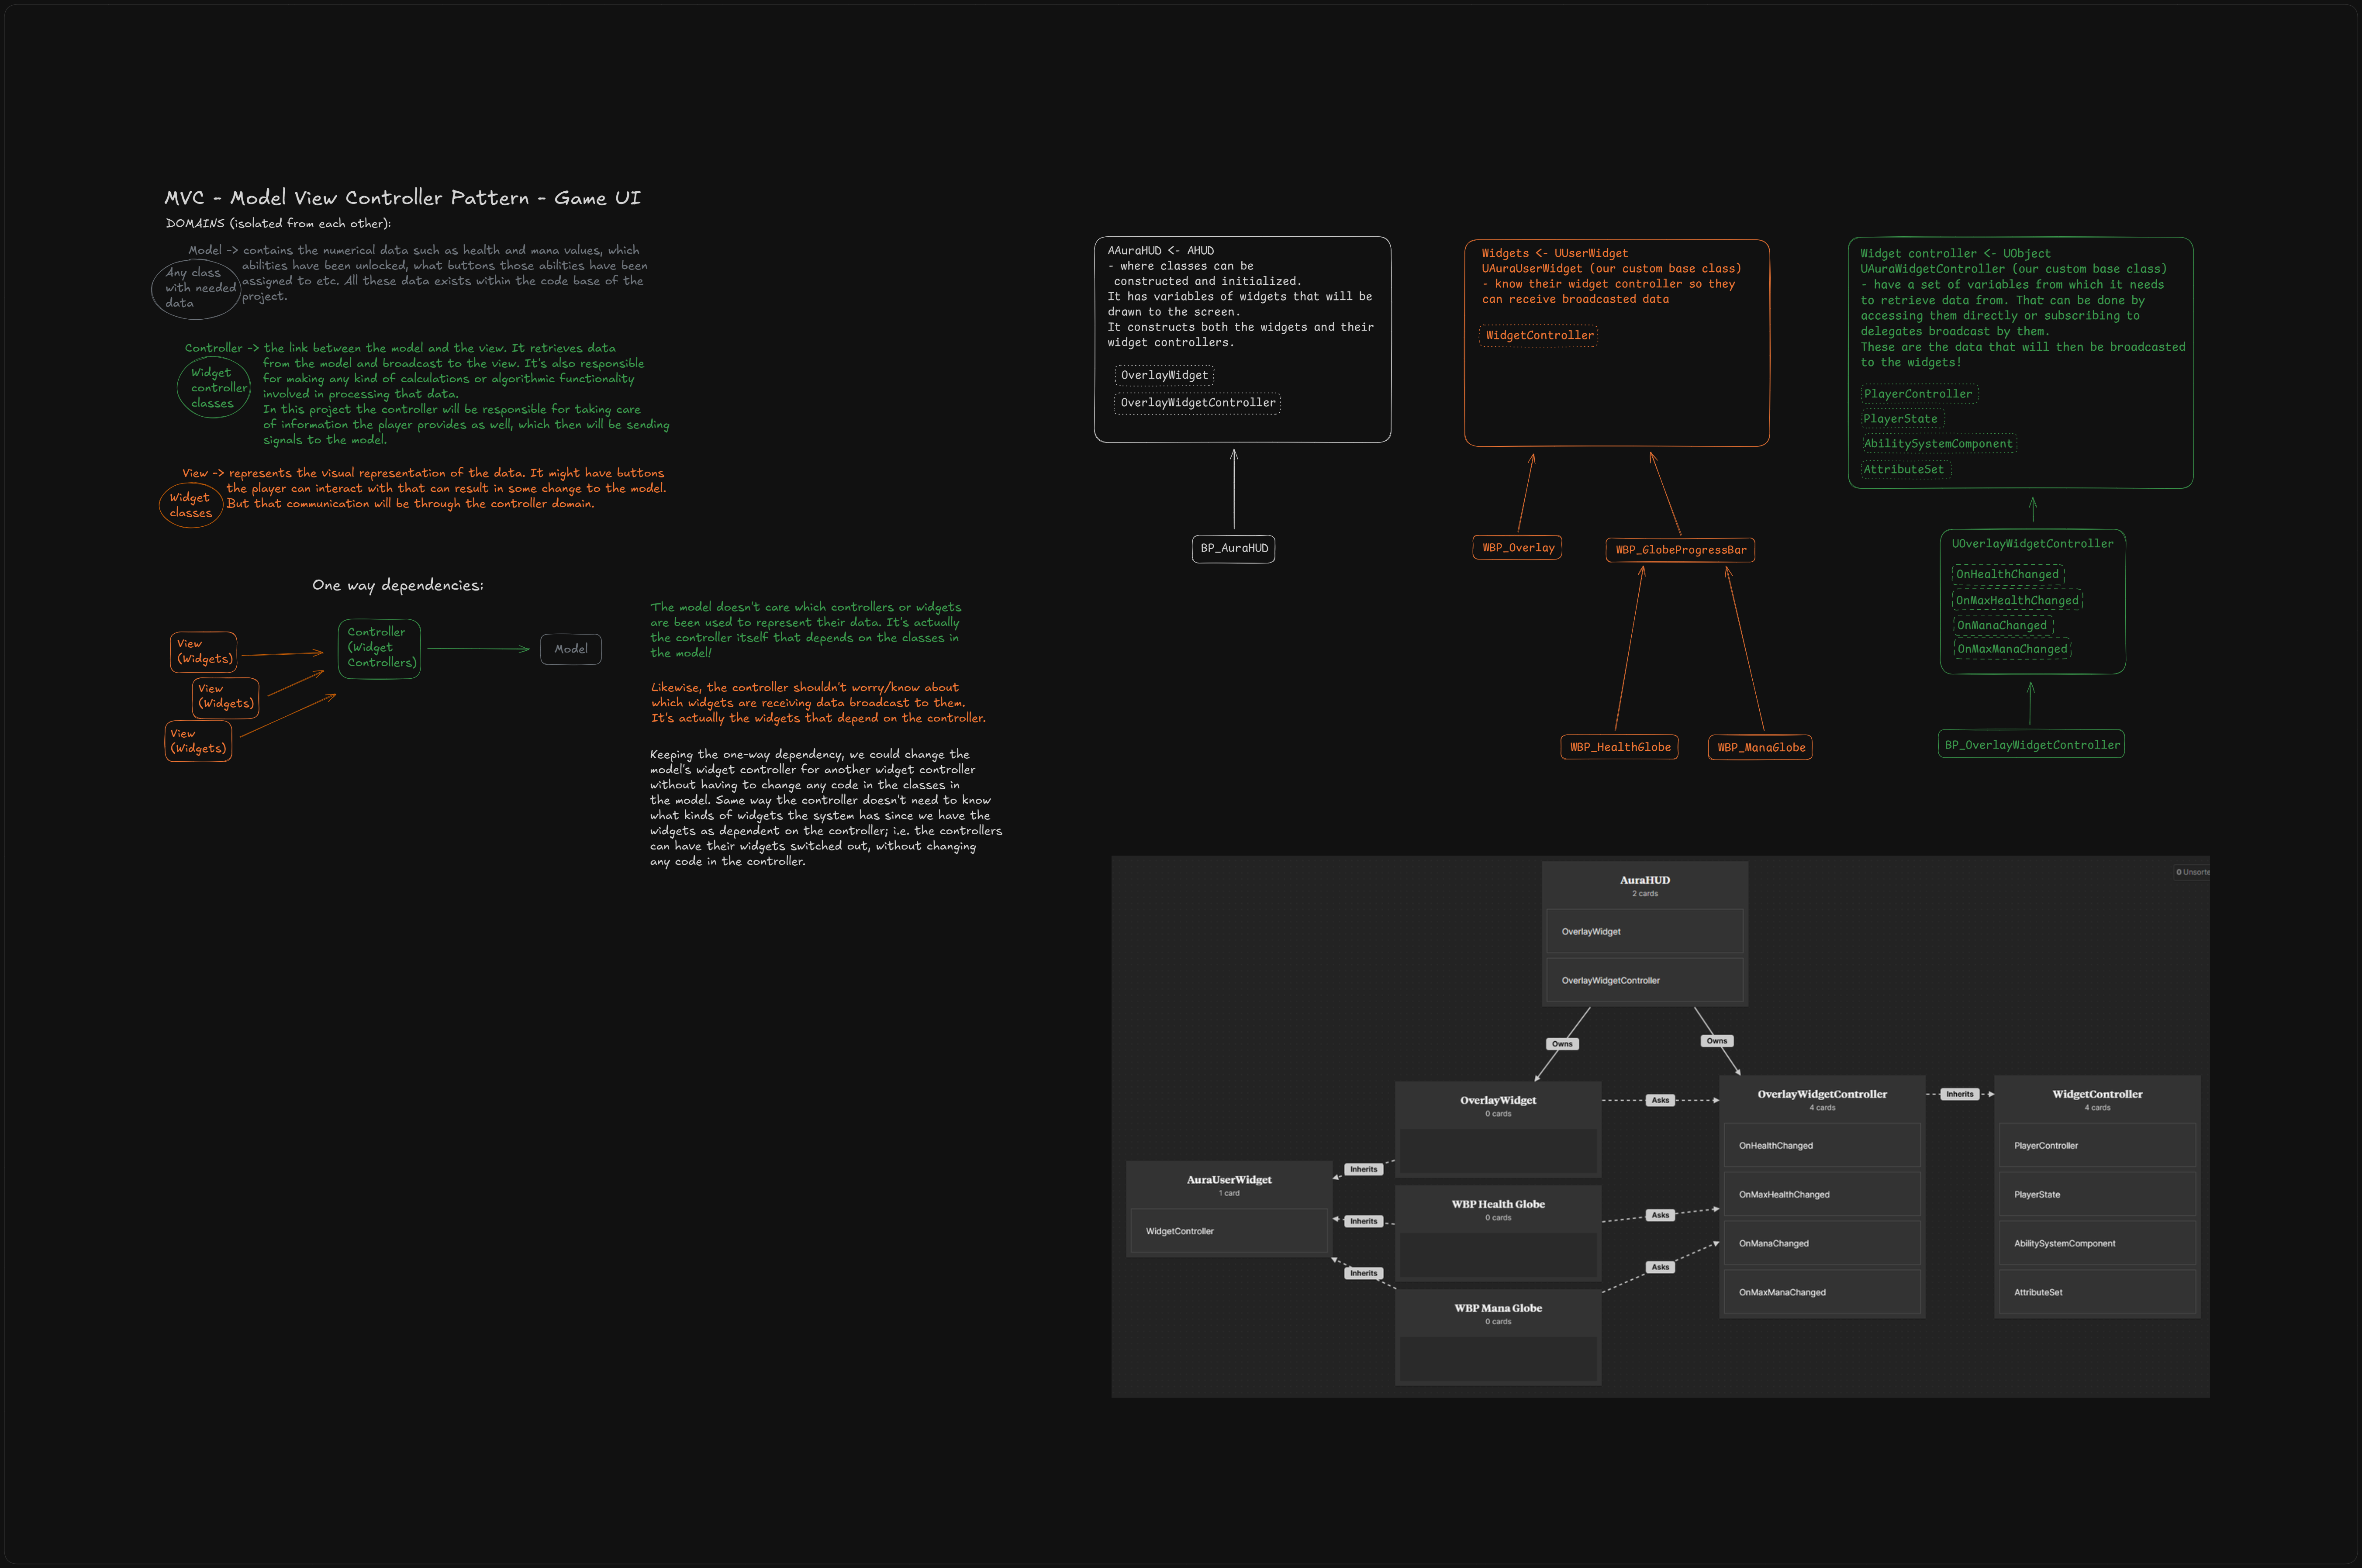 MVC - Model View Controller Pattern - Game UI
DOMAINS (isolated from each other):
Model -> contains the numerical data such as health and mana values, which
abilities have been unlocked, what buttons those abilities have been
assigned to etc. All these data exists within the code base of the
project.
Any class
with needed
data
Controller -> the link between the model and the view. It retrieves data
from the model and broadcast to the view. It's also responsible
for making any kind of calculations or algorithmic functionality
involved in processing that data.
In this project the controller will be responsible for taking care
of information the player provides as well, which then will be sending
signals to the model.
Widget
controller
classes
View -> represents the visual representation of the data. It might have buttons
the player can interact with that can result in some change to the model.
But that communication will be through the controller domain.
Widget
classes
One way dependencies:
View
(Widgets)
View
(Widgets)
View
(Widgets)
Controller
(Widget
Controllers)
Model
The model doesn't care which controllers or widgets
are been used to represent their data. It's actually
the controller itself that depends on the classes in
the model!
Likewise, the controller shouldn't worry/know about
which widgets are receiving data broadcast to them.
It's actually the widgets that depend on the controller.
Keeping the one-way dependency, we could change the
model's widget controller for another widget controller
without having to change any code in the classes in
the model. Same way the controller doesn't need to know
what kinds of widgets the system has since we have the
widgets as dependent on the controller; i.e. the controllers
can have their widgets switched out, without changing
any code in the controller.
AAuraHUD <- AHUD
- where classes can be
constructed and initialized.
It has variables of widgets that will be
drawn to the screen.
It constructs both the widgets and their
widget controllers.
OverlayWidget
OverlayWidgetController
BP_AuraHUD
Widgets <- UUserWidget
UAuraUserWidget (our custom base class)
- know their widget controller so they
can receive broadcasted data
WidgetController
WBP_Overlay
WBP_GlobeProgressBar
WBP_HealthGlobe
WBP_ManaGlobe
Widget controller <- UObject
UAuraWidgetController (our custom base class)
- have a set of variables from which it needs
to retrieve data from. That can be done by
accessing them directly or subscribing to
delegates broadcast by them.
These are the data that will then be broadcasted
to the widgets!
PlayerController
PlayerState
AbilitySystemComponent
AttributeSet
UOverlayWidgetController
OnHealthChanged
OnMaxHealthChanged
OnManaChanged
OnMaxManaChanged
BP_OverlayWidgetController
0 Unsorte
AuraHUD
2 cards
OverlayWidget
OverlayWidgetController
Owns
Owns
OverlayWidget
0 cards
Asks
OverlayWidgetController
4 cards
OnHealthChanged
OnMaxHealthChanged
OnManaChanged
OnMaxManaChanged
Inherits
WidgetController
4 cards
PlayerController
PlayerState
AbilitySystemComponent
AttributeSet
Inherits
AuraUserWidget
1 card
WidgetController
Inherits
WBP Health Globe
0 cards
Asks
Inherits
WBP Mana Globe
0 cards
Asks